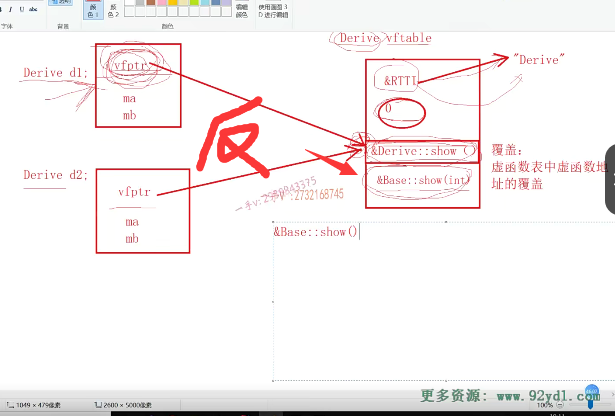 I U abc
字体
背景
颜 色 1
颜 色 2
颜色
编辑 颜色
使用画图 3 D 进行编辑
Derive vftable
Derive d1;
vfptr
ma
mb
&RTTI
"Derive"
0
反
&Derive::show ()
&Base::show(int)
覆盖:
虚函数表中虚函数地
址的覆盖
Derive d2;
vfptr
ma
mb
:2732168745
&Base::show()
更多资源: www.92ydl.com
1049 × 479像素
2600 × 5000像素
100%